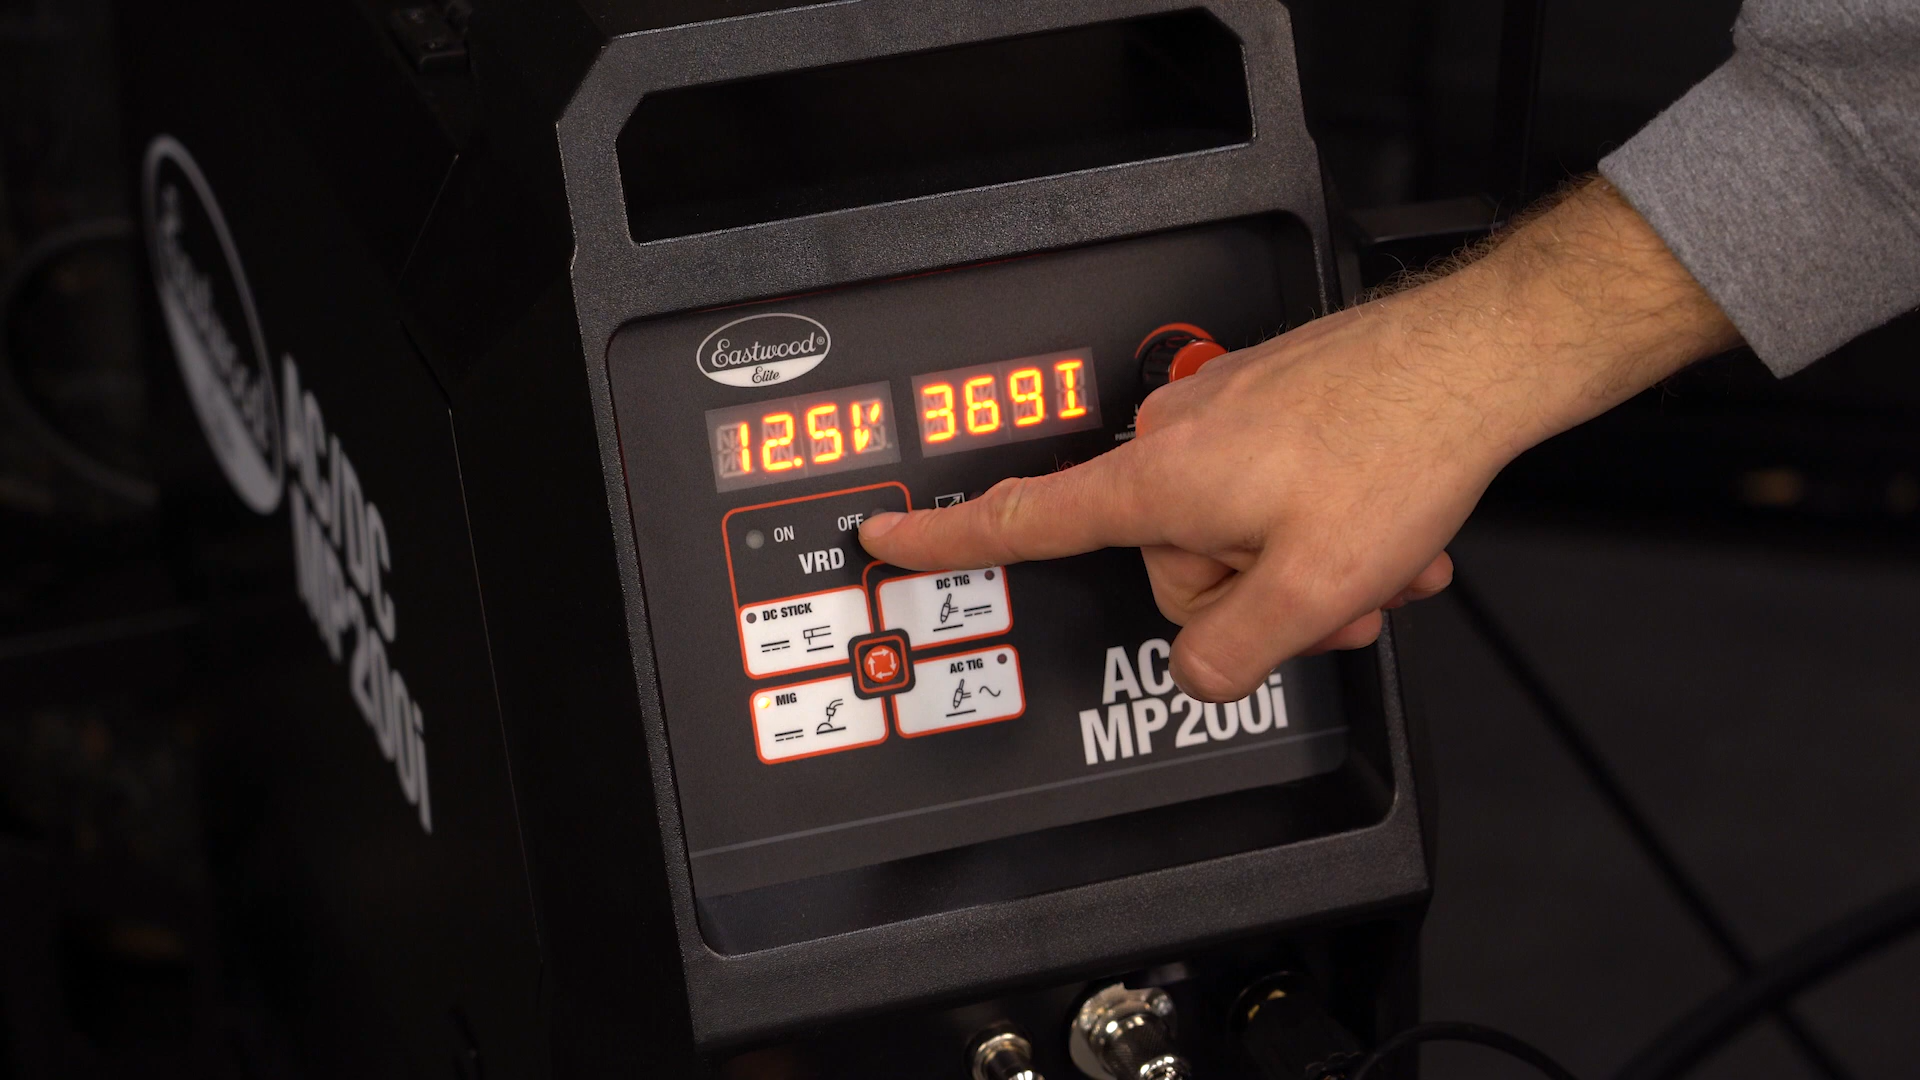 Eastwood®
Elite
12.5V 369I
ON OFF
VRD
DC STICK
DC TIG
MIG
AC TIG
AC
MP200i
Eastwood
AC/DC
MP200i